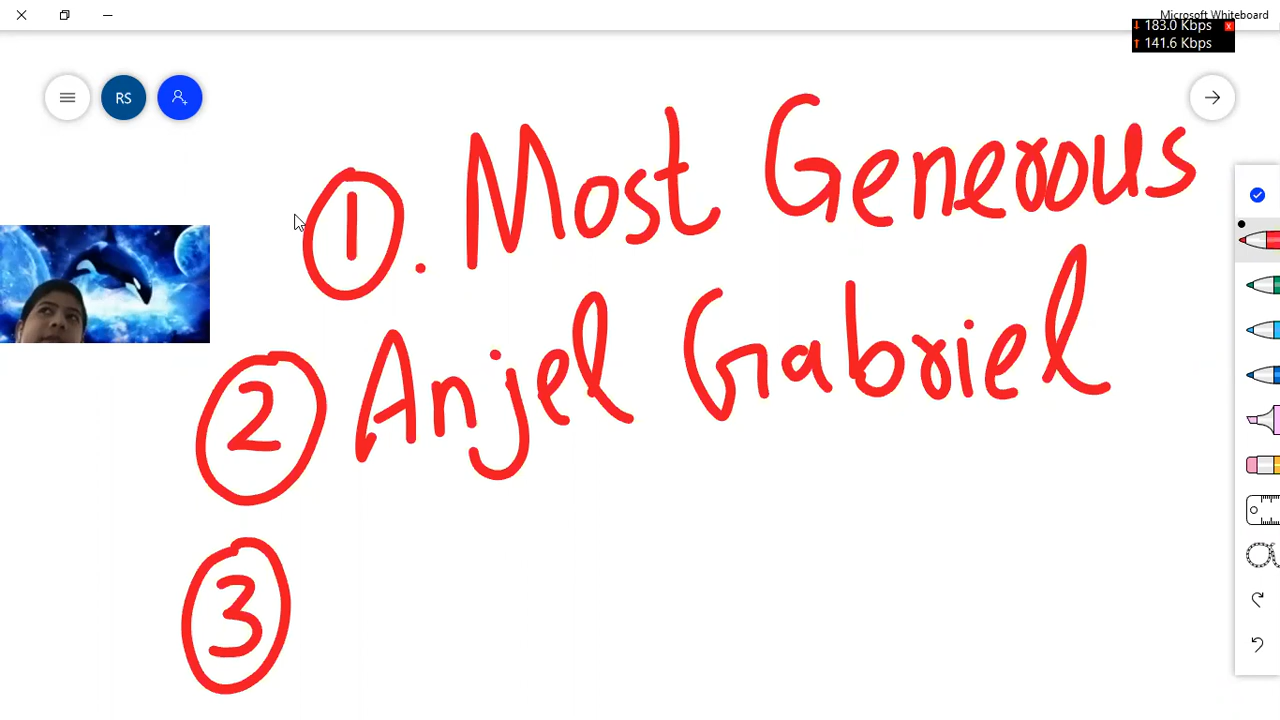 Microsoft Whiteboard
↓ 183.0 Kbps x
↑ 141.6 Kbps
RS
1. Most Generous
2 Anjel Gabriel
3